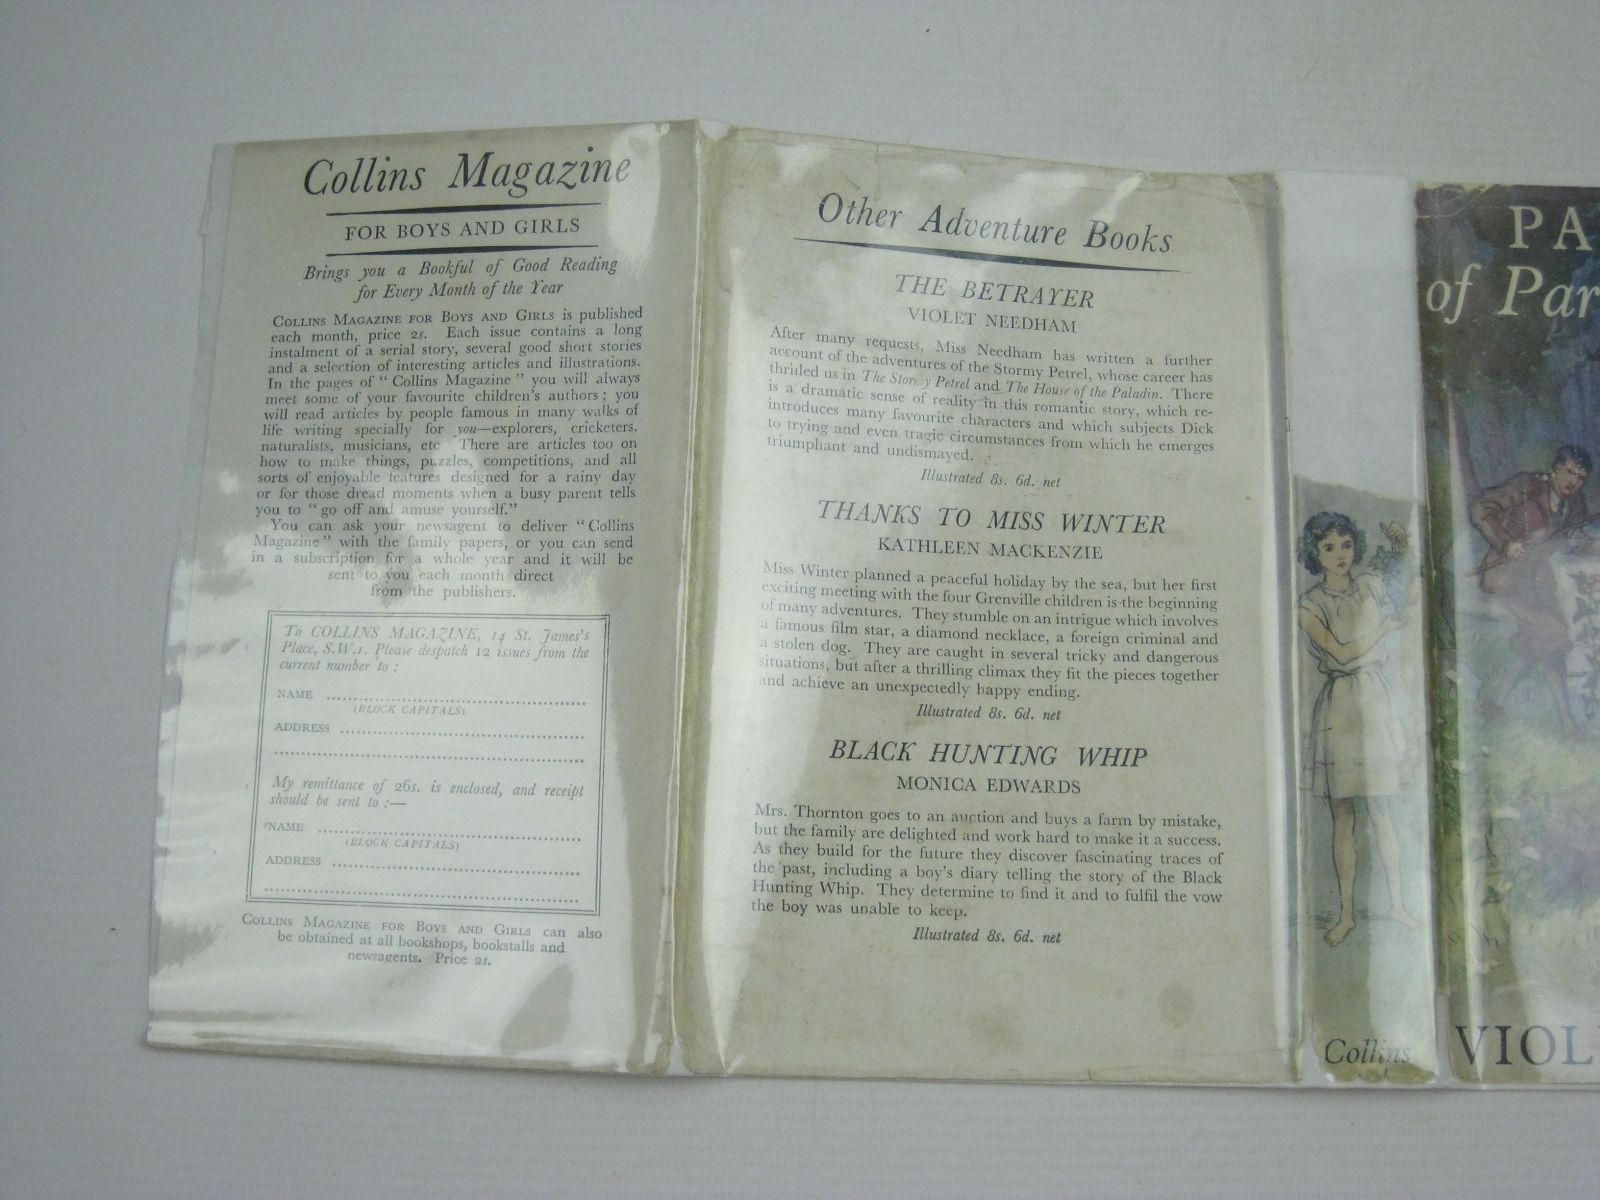 Collins Magazine
FOR BOYS AND GIRLS
Brings you a Bookful of Good Reading
for Every Month of the Year
COLLINS MAGAZINE FOR BOYS AND GIRLS is published
each month, price 2s. Each issue contains a long
instalment of a serial story, several good short stories
and a selection of interesting articles and illustrations.
In the pages of "Collins Magazine" you will always
meet some of your favourite children's authors; you
will read articles by people famous in many walks of
life writing specially for you—explorers, cricketers,
naturalists, musicians, etc There are articles too on
how to make things, puzzles, competitions, and all
sorts of enjoyable features designed for a rainy day
or for those dread moments when a busy parent tells
you to "go off and amuse yourself."
You can ask your newsagent to deliver "Collins
Magazine" with the family papers, or you can send
in a subscription for a whole year and it will be
sent to you each month direct
from the publishers.
To COLLINS MAGAZINE, 14 St. James's
Place, S.W.1. Please despatch 12 issues from the
current number to:
NAME
(BLOCK CAPITALS)
ADDRESS
My remittance of 26s. is enclosed, and receipt
should be sent to:—
NAME
(BLOCK CAPITALS)
ADDRESS
COLLINS MAGAZINE FOR BOYS AND GIRLS can also
be obtained at all bookshops, bookstalls and
newsagents. Price 2s.
Other Adventure Books
THE BETRAYER
VIOLET NEEDHAM
After many requests, Miss Needham has written a further
account of the adventures of the Stormy Petrel, whose career has
thrilled us in The Stormy Petrel and The House of the Paladin. There
is a dramatic sense of reality in this romantic story, which re-
introduces many favourite characters and which subjects Dick
to trying and even tragic circumstances from which he emerges
triumphant and undismayed.
Illustrated 8s. 6d. net
THANKS TO MISS WINTER
KATHLEEN MACKENZIE
Miss Winter planned a peaceful holiday by the sea, but her first
exciting meeting with the four Grenville children is the beginning
of many adventures. They stumble on an intrigue which involves
a famous film star, a diamond necklace, a foreign criminal and
a stolen dog. They are caught in several tricky and dangerous
situations, but after a thrilling climax they fit the pieces together
and achieve an unexpectedly happy ending.
Illustrated 8s. 6d. net
BLACK HUNTING WHIP
MONICA EDWARDS
Mrs. Thornton goes to an auction and buys a farm by mistake,
but the family are delighted and work hard to make it a success.
As they build for the future they discover fascinating traces of
the past, including a boy's diary telling the story of the Black
Hunting Whip. They determine to find it and to fulfil the vow
the boy was unable to keep.
Illustrated 8s. 6d. net
Collins
PA
of Par
VIOL